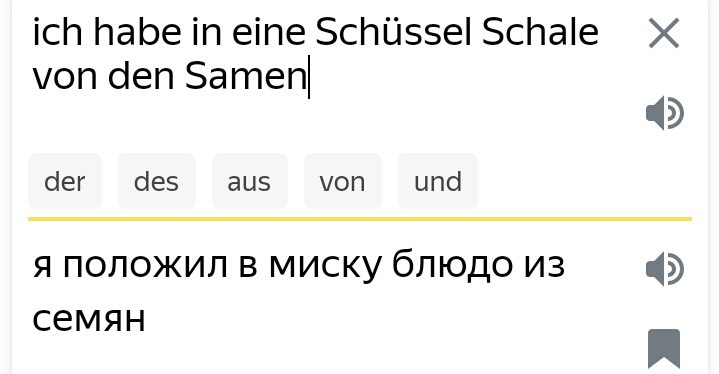 ich habe in eine Schüssel Schale
von den Samen
der des aus von und
я положил в миску блюдо из
семян